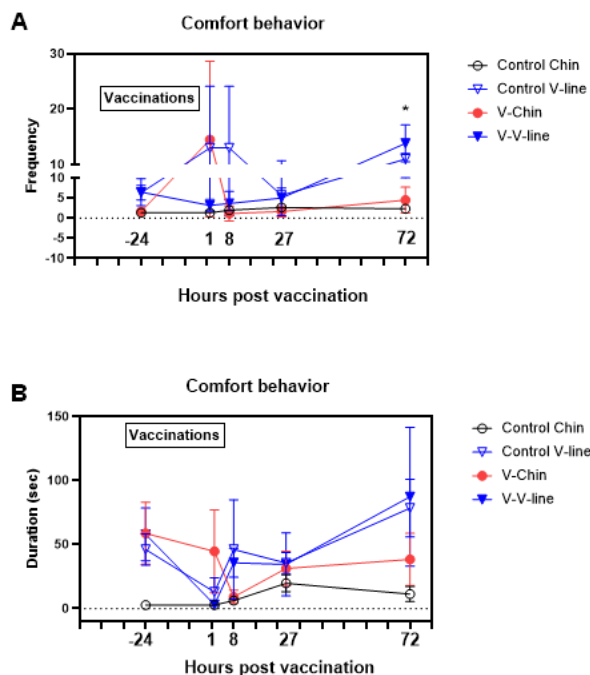 A
Comfort behavior
Frequency
30
20
10
10
5
0
-5
-10
Vaccinations
*
-24 1 8 27 72
Hours post vaccination
Control Chin
Control V-line
V-Chin
V-V-line
B
Comfort behavior
Duration (sec)
150
100
50
0
Vaccinations
-24 1 8 27 72
Hours post vaccination
Control Chin
Control V-line
V-Chin
V-V-line